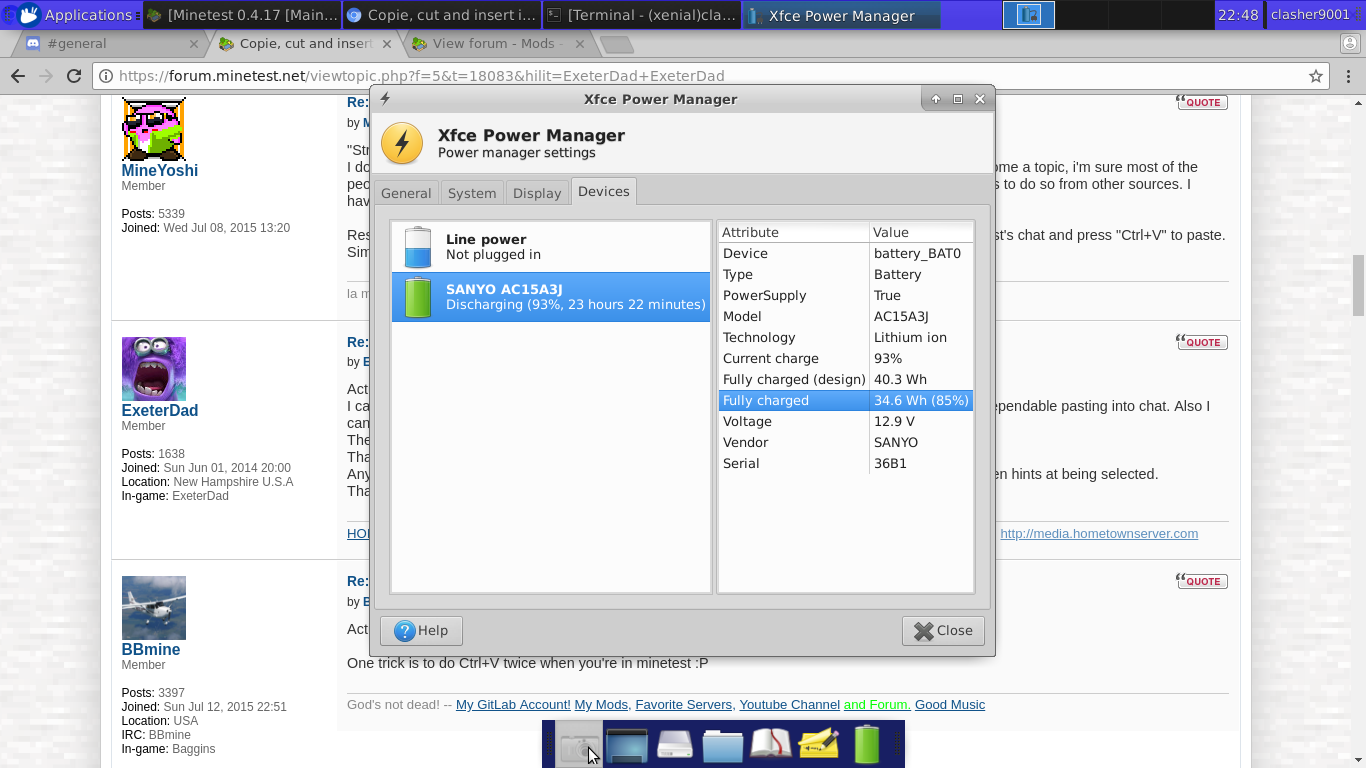 Applications
[Minetest 0.4.17 [Main...
Copie, cut and insert i...
[Terminal - (xenial)cla...
Xfce Power Manager
22:48
clasher9001
#general
Copie, cut and insert
View forum - Mods -
https://forum.minetest.net/viewtopic.php?f=5&t=18083&hilit=ExeterDad+ExeterDad
MineYoshi
Member
Posts: 5339
Joined: Wed Jul 08, 2015 13:20
Re:
by M
"Str
I do
peo
hav
Res
Sim
la m
QUOTE
ome a topic, i'm sure most of the
s to do so from other sources. I
st's chat and press "Ctrl+V" to paste.
Xfce Power Manager
Xfce Power Manager
Power manager settings
General
System
Display
Devices
Line power
Not plugged in
SANYO AC15A3J
Discharging (93%, 23 hours 22 minutes)
Attribute Value
Device battery_BAT0
Type Battery
PowerSupply True
Model AC15A3J
Technology Lithium ion
Current charge 93%
Fully charged (design) 40.3 Wh
Fully charged 34.6 Wh (85%)
Voltage 12.9 V
Vendor SANYO
Serial 36B1
Help
Close
ExeterDad
Member
Posts: 1638
Joined: Sun Jun 01, 2014 20:00
Location: New Hampshire U.S.A
In-game: ExeterDad
Re:
by E
Act
I ca
can
The
Tha
Any
Tha
HO
QUOTE
ependable pasting into chat. Also I
en hints at being selected.
http://media.hometownserver.com
BBmine
Member
Posts: 3397
Joined: Sun Jul 12, 2015 22:51
Location: USA
IRC: BBmine
In-game: Baggins
Re:
by B
QUOTE
Act
One trick is to do Ctrl+V twice when you're in minetest :P
God's not dead! -- My GitLab Account! My Mods, Favorite Servers, Youtube Channel and Forum. Good Music